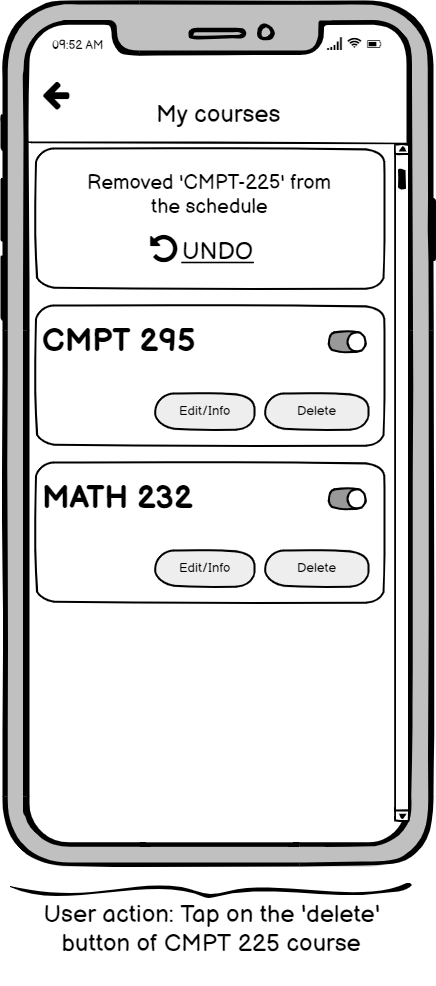 09:52 AM
My courses
Removed 'CMPT-225' from
the schedule
UNDO
CMPT 295
Edit/Info
Delete
MATH 232
Edit/Info
Delete
User action: Tap on the 'delete'
button of CMPT 225 course